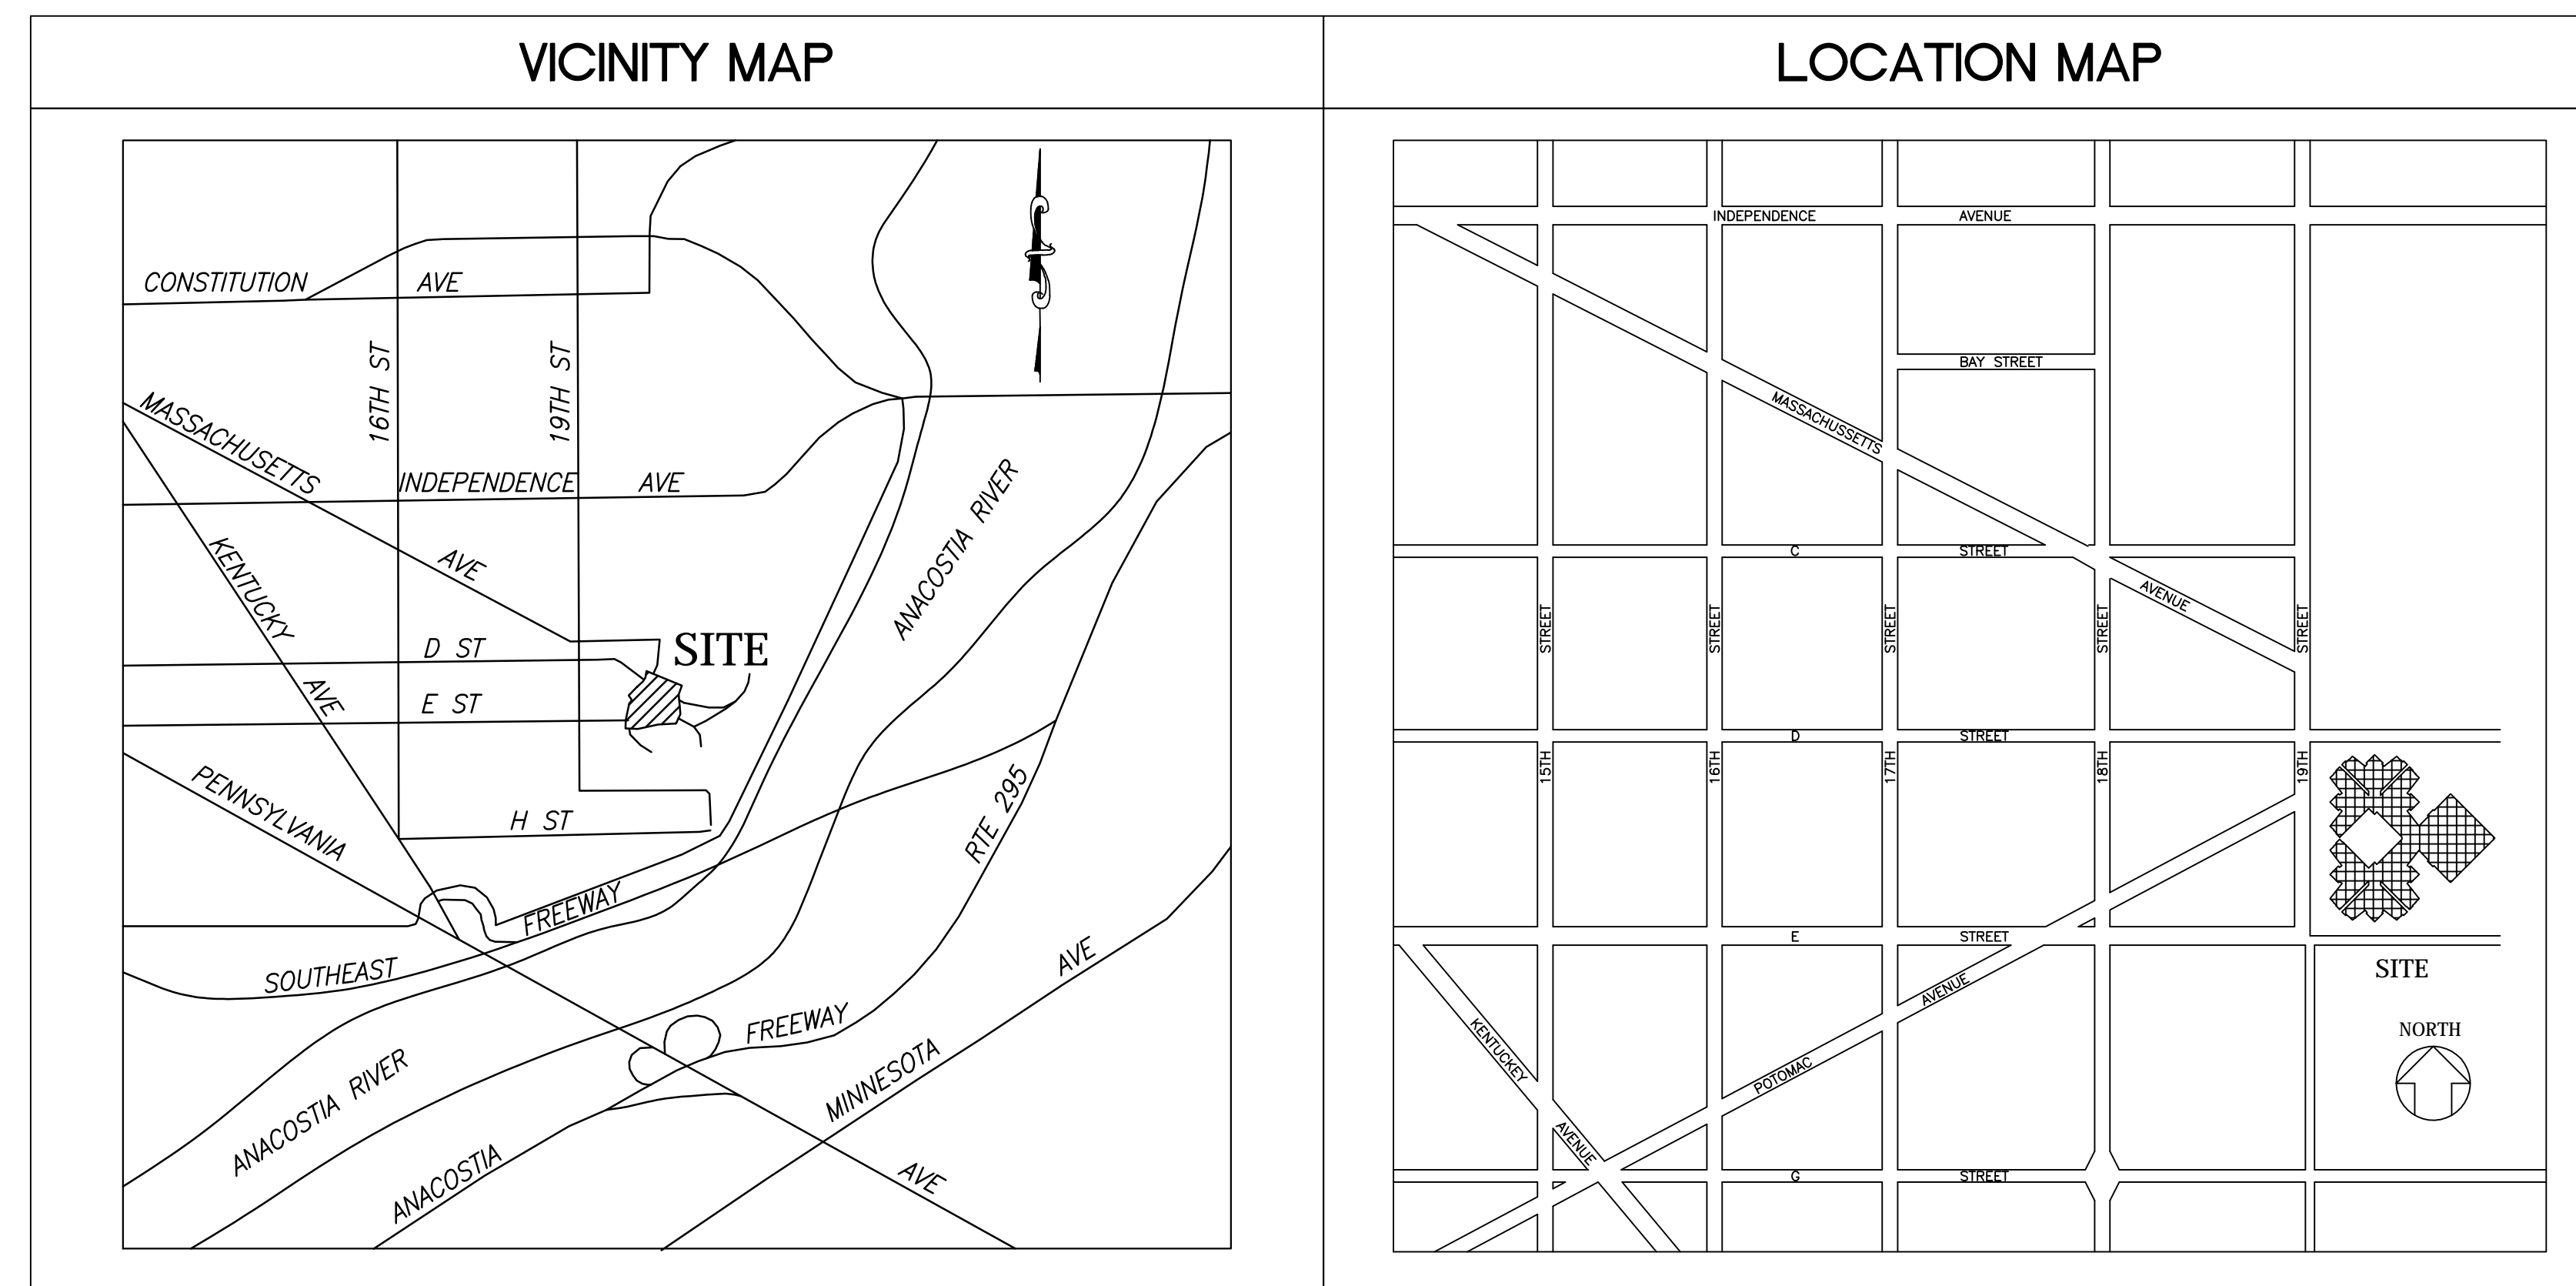 VICINITY MAP
CONSTITUTION AVE
16TH ST
19TH ST
MASSACHUSETTS AVE
INDEPENDENCE AVE
KENTUCKY AVE
ANACOSTIA RIVER
D ST
SITE
E ST
PENNSYLVANIA AVE
H ST
RTE 295
SOUTHEAST FREEWAY
ANACOSTIA RIVER
ANACOSTIA FREEWAY
MINNESOTA AVE
LOCATION MAP
INDEPENDENCE AVENUE
BAY STREET
MASSACHUSSETTS AVENUE
C STREET
STREET
STREET
STREET
STREET
STREET
D STREET
15TH
16TH
17TH
18TH
19TH
E STREET
SITE
NORTH
KENTUCKEY AVENUE
POTOMAC AVENUE
G STREET